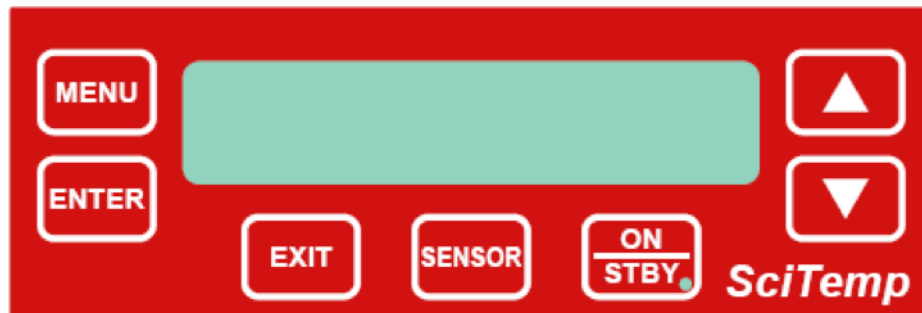 MENU
ENTER
EXIT
SENSOR
ON
STBY
SciTemp